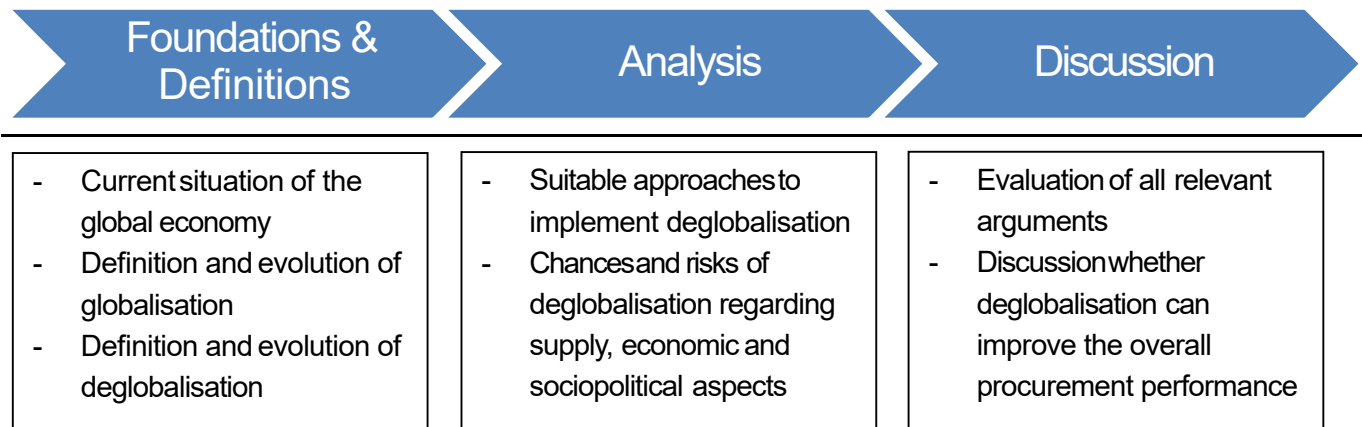 Foundations &
Definitions
Analysis
Discussion
- Current situation of the
global economy
- Definition and evolution of
globalisation
- Definition and evolution of
deglobalisation
- Suitable approaches to
implement deglobalisation
- Chances and risks of
deglobalisation regarding
supply, economic and
sociopolitical aspects
- Evaluation of all relevant
arguments
- Discussion whether
deglobalisation can
improve the overall
procurement performance